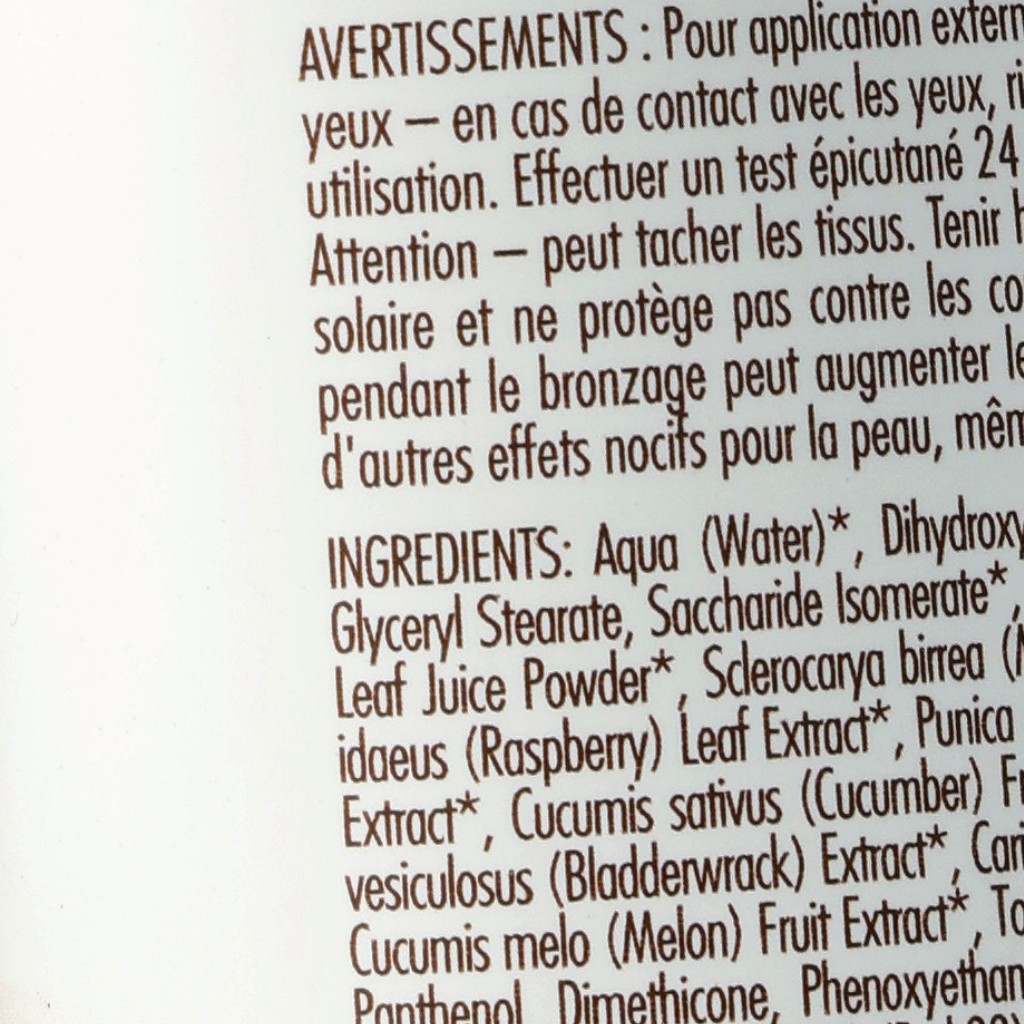 AVERTISSEMENTS : Pour application extern
yeux – en cas de contact avec les yeux, ri
utilisation. Effectuer un test épicutané 24
Attention – peut tacher les tissus. Tenir h
solaire et ne protège pas contre les co
pendant le bronzage peut augmenter le
d'autres effets nocifs pour la peau, mêm
INGREDIENTS: Aqua (Water)*, Dihydroxy
Glyceryl Stearate, Saccharide Isomerate*,
Leaf Juice Powder*, Sclerocarya birrea (M
idaeus (Raspberry) Leaf Extract*, Punica
Extract*, Cucumis sativus (Cucumber) Fr
vesiculosus (Bladderwrack) Extract*, Cari
Cucumis melo (Melon) Fruit Extract*, To
Panthenol, Dimethicone, Phenoxyethan